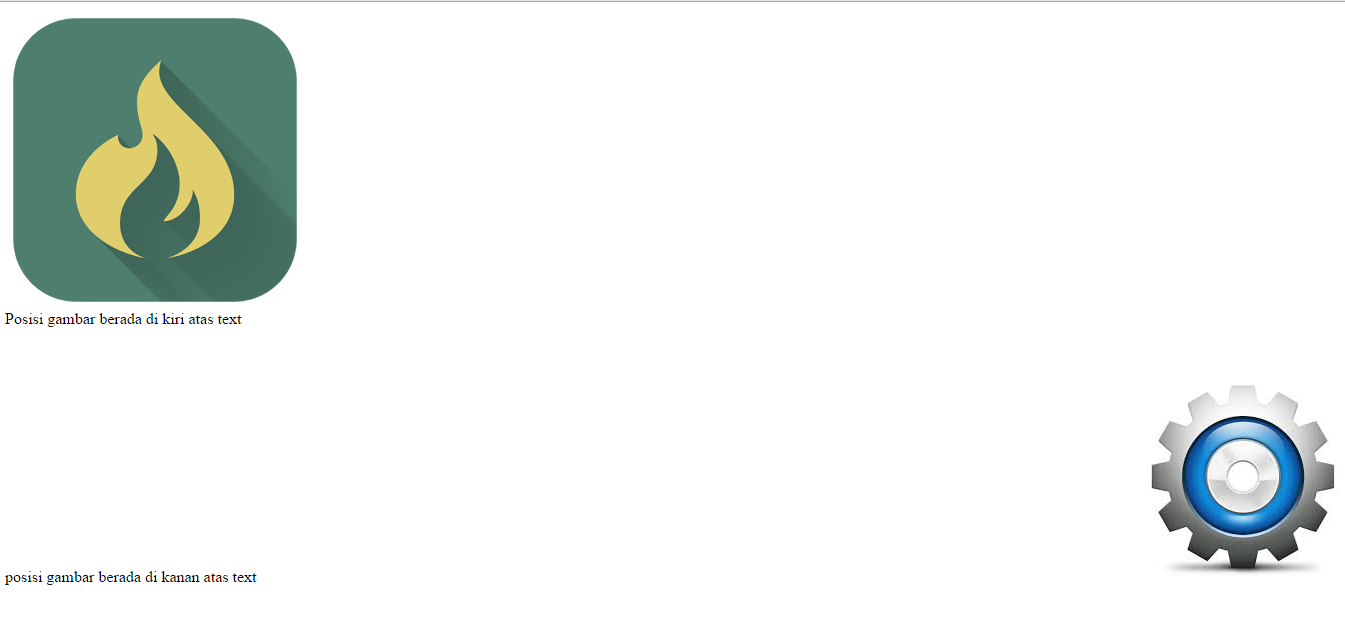 Posisi gambar berada di kiri atas text
posisi gambar berada di kanan atas text